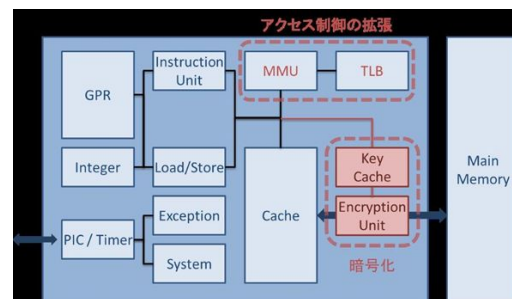 アクセス制御の拡張
Instruction
Unit
MMU
TLB
GPR
Integer
Load/Store
Key
Cache
Main
Memory
Cache
Encryption
Unit
PIC / Timer
Exception
System
暗号化